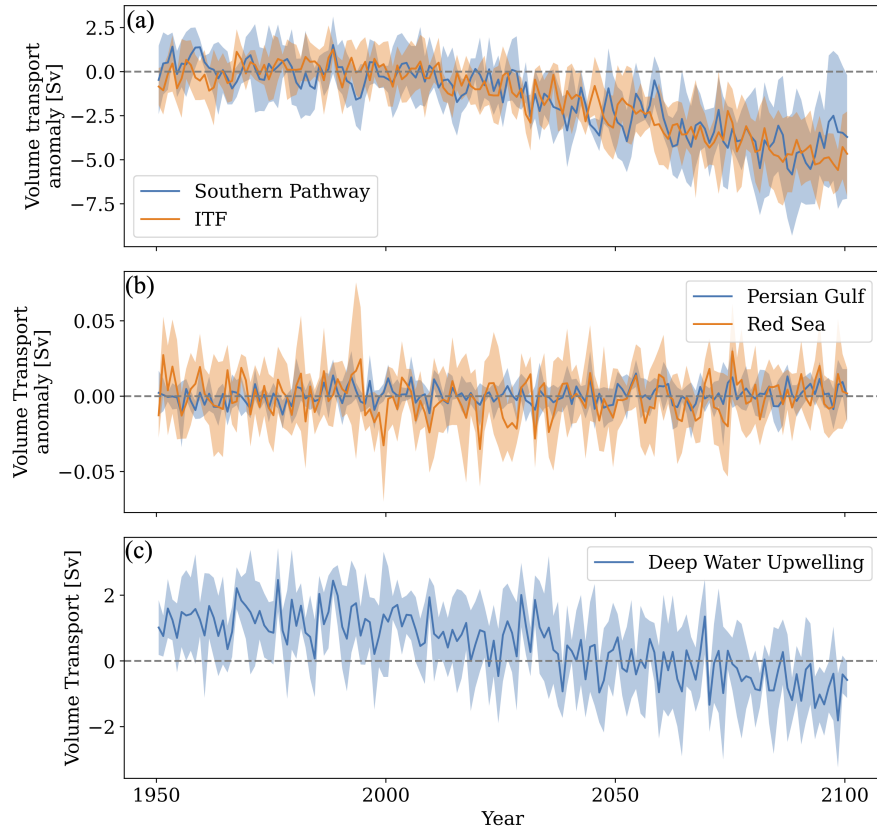 (a)
2.5
0.0
−2.5
−5.0
−7.5
Volume transport
anomaly [Sv]
Southern Pathway
ITF
(b)
0.05
0.00
−0.05
Volume Transport
anomaly [Sv]
Persian Gulf
Red Sea
(c)
2
0
−2
Volume Transport [Sv]
Deep Water Upwelling
1950
2000
2050
2100
Year